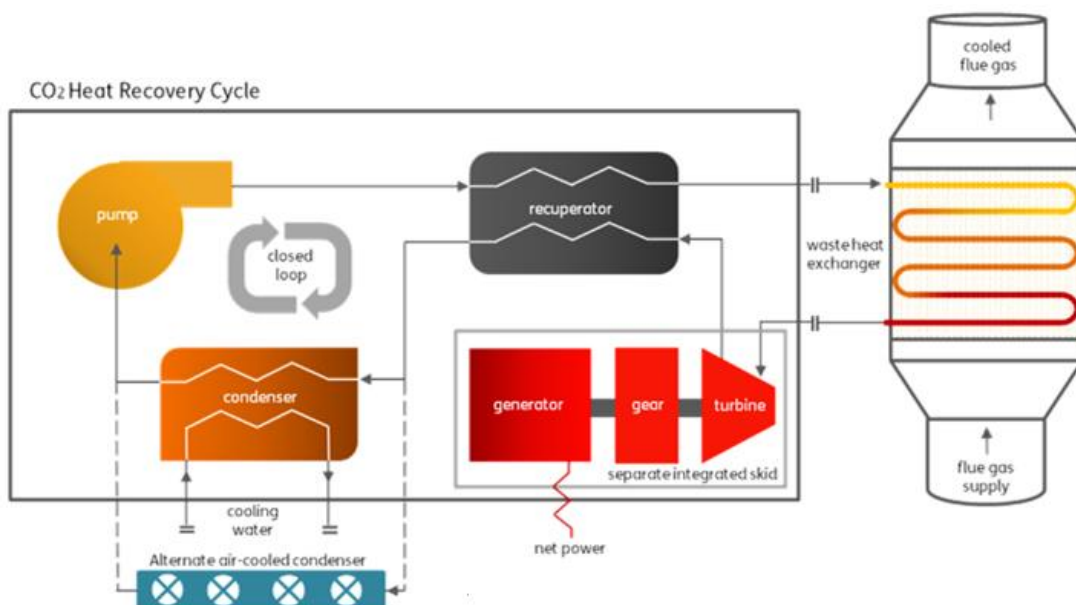 CO2 Heat Recovery Cycle
cooled
flue gas
pump
closed
loop
recuperator
waste heat
exchanger
condenser
generator
gear
turbine
separate integrated skid
flue gas
supply
cooling
water
net power
Alternate air-cooled condenser